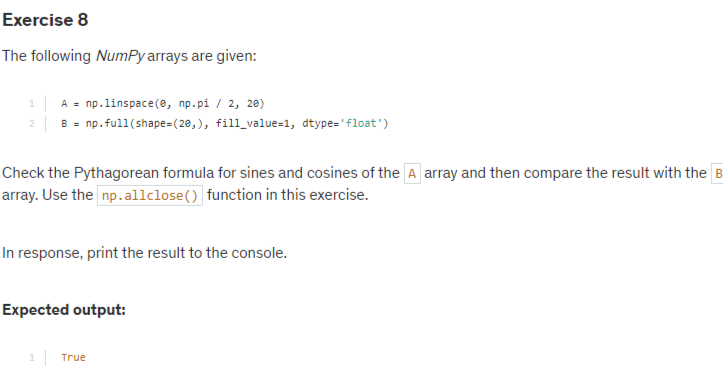 Exercise 8
The following NumPy arrays are given:
1 A = np.linspace(0, np.pi / 2, 20)
2 B = np.full(shape=(20,), fill_value=1, dtype='float')
Check the Pythagorean formula for sines and cosines of the A array and then compare the result with the B
array. Use the np.allclose() function in this exercise.
In response, print the result to the console.
Expected output:
1 True